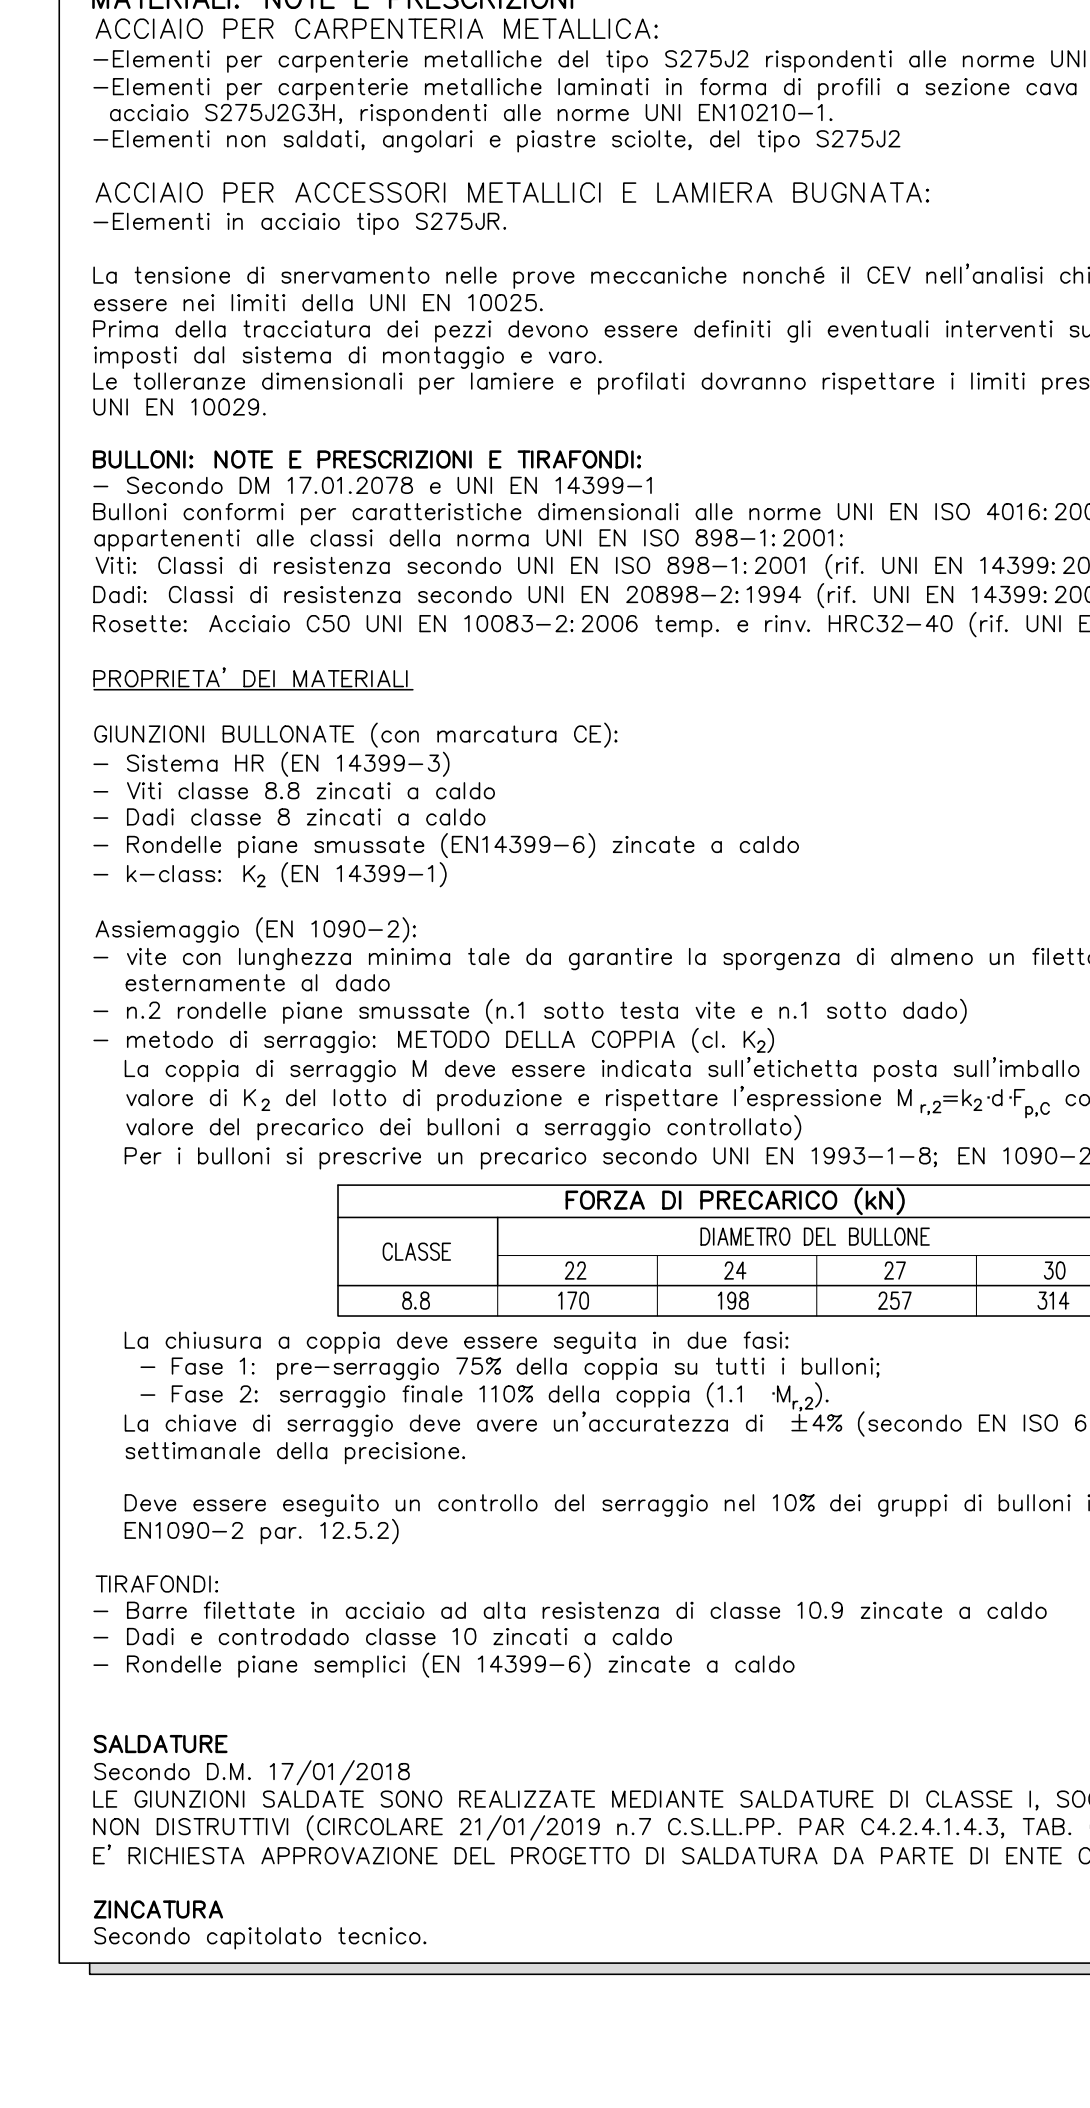 MATERIALI: NOTE E PRESCRIZIONI
ACCIAIO PER CARPENTERIA METALLICA:
–Elementi per carpenterie metalliche del tipo S275J2 rispondenti alle norme UNI
–Elementi per carpenterie metalliche laminati in forma di profili a sezione cava
acciaio S275J2G3H, rispondenti alle norme UNI EN10210–1.
–Elementi non saldati, angolari e piastre sciolte, del tipo S275J2
ACCIAIO PER ACCESSORI METALLICI E LAMIERA BUGNATA:
–Elementi in acciaio tipo S275JR.
La tensione di snervamento nelle prove meccaniche nonché il CEV nell'analisi chi
essere nei limiti della UNI EN 10025.
Prima della tracciatura dei pezzi devono essere definiti gli eventuali interventi su
imposti dal sistema di montaggio e varo.
Le tolleranze dimensionali per lamiere e profilati dovranno rispettare i limiti pres
UNI EN 10029.
BULLONI: NOTE E PRESCRIZIONI E TIRAFONDI:
– Secondo DM 17.01.2078 e UNI EN 14399–1
Bulloni conformi per caratteristiche dimensionali alle norme UNI EN ISO 4016:200
appartenenti alle classi della norma UNI EN ISO 898–1:2001:
Viti: Classi di resistenza secondo UNI EN ISO 898–1:2001 (rif. UNI EN 14399:20
Dadi: Classi di resistenza secondo UNI EN 20898–2:1994 (rif. UNI EN 14399:200
Rosette: Acciaio C50 UNI EN 10083–2:2006 temp. e rinv. HRC32–40 (rif. UNI E
PROPRIETA' DEI MATERIALI
GIUNZIONI BULLONATE (con marcatura CE):
– Sistema HR (EN 14399–3)
– Viti classe 8.8 zincati a caldo
– Dadi classe 8 zincati a caldo
– Rondelle piane smussate (EN14399–6) zincate a caldo
– k–class: K2 (EN 14399–1)
Assiemaggio (EN 1090–2):
– vite con lunghezza minima tale da garantire la sporgenza di almeno un filetto
esternamente al dado
– n.2 rondelle piane smussate (n.1 sotto testa vite e n.1 sotto dado)
– metodo di serraggio: METODO DELLA COPPIA (cl. K2)
La coppia di serraggio M deve essere indicata sull'etichetta posta sull'imballo
valore di K2 del lotto di produzione e rispettare l'espressione M r,2=k2·d·Fp,C co
valore del precarico dei bulloni a serraggio controllato)
Per i bulloni si prescrive un precarico secondo UNI EN 1993–1–8; EN 1090–2
FORZA DI PRECARICO (kN)
CLASSE DIAMETRO DEL BULLONE
22 24 27 30
8.8 170 198 257 314
La chiusura a coppia deve essere seguita in due fasi:
– Fase 1: pre–serraggio 75% della coppia su tutti i bulloni;
– Fase 2: serraggio finale 110% della coppia (1.1 ·Mr,2).
La chiave di serraggio deve avere un'accuratezza di ±4% (secondo EN ISO 6
settimanale della precisione.
Deve essere eseguito un controllo del serraggio nel 10% dei gruppi di bulloni i
EN1090–2 par. 12.5.2)
TIRAFONDI:
– Barre filettate in acciaio ad alta resistenza di classe 10.9 zincate a caldo
– Dadi e controdado classe 10 zincati a caldo
– Rondelle piane semplici (EN 14399–6) zincate a caldo
SALDATURE
Secondo D.M. 17/01/2018
LE GIUNZIONI SALDATE SONO REALIZZATE MEDIANTE SALDATURE DI CLASSE I, SOG
NON DISTRUTTIVI (CIRCOLARE 21/01/2019 n.7 C.S.LL.PP. PAR C4.2.4.1.4.3, TAB.
E' RICHIESTA APPROVAZIONE DEL PROGETTO DI SALDATURA DA PARTE DI ENTE C
ZINCATURA
Secondo capitolato tecnico.